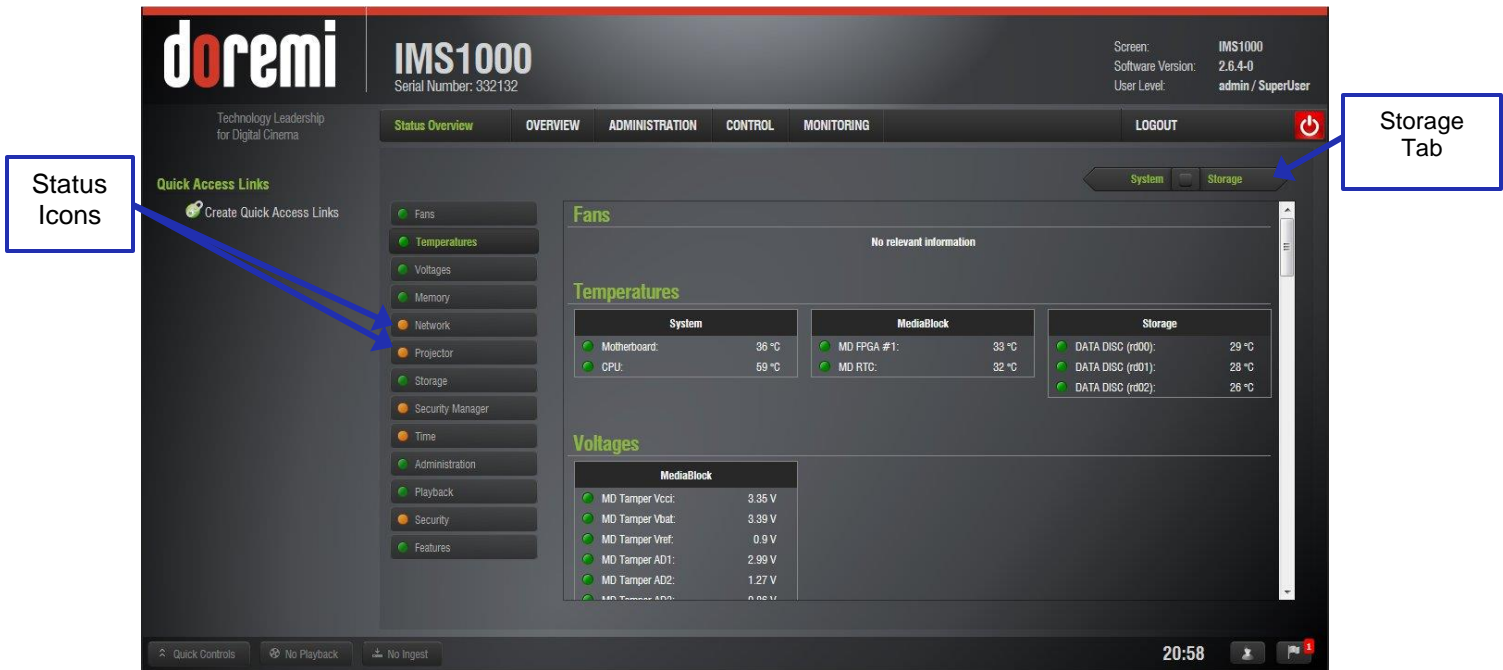 doremi
Technology Leadership
for Digital Cinema
IMS1000
Serial Number: 332132
Screen: IMS1000
Software Version: 2.6.4-0
User Level: admin / SuperUser
Status Overview OVERVIEW ADMINISTRATION CONTROL MONITORING LOGOUT
Storage
Tab
Status
Icons
Quick Access Links
Create Quick Access Links
System Storage
Fans
Temperatures
Voltages
Memory
Network
Projector
Storage
Security Manager
Time
Administration
Playback
Security
Features
Fans
No relevant information
Temperatures
System
Motherboard: 36 °C
CPU: 59 °C
MediaBlock
MD FPGA #1: 33 °C
MD RTC: 32 °C
Storage
DATA DISC (rd00): 29 °C
DATA DISC (rd01): 28 °C
DATA DISC (rd02): 26 °C
Voltages
MediaBlock
MD Tamper Vcci: 3.35 V
MD Tamper Vbat: 3.39 V
MD Tamper Vref: 0.9 V
MD Tamper AD1: 2.99 V
MD Tamper AD2: 1.27 V
Quick Controls No Playback No Ingest 20:58 1